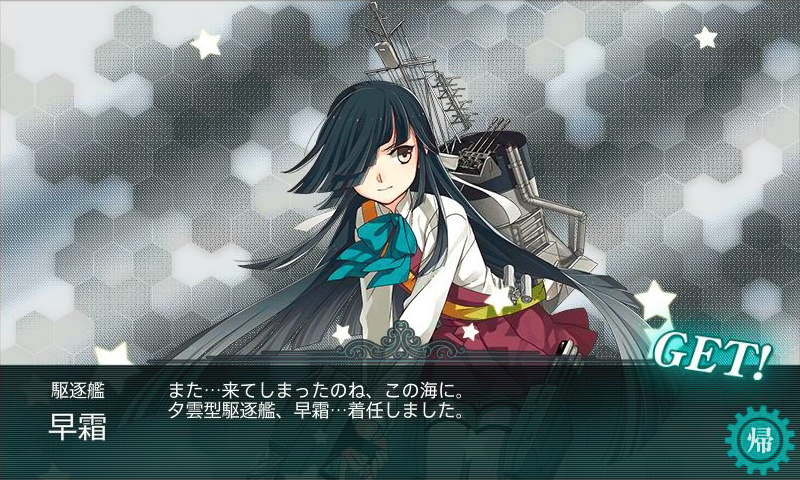 GET!
駆逐艦
早霜
また…来てしまったのね、この海に。
夕雲型駆逐艦、早霜…着任しました。
帰